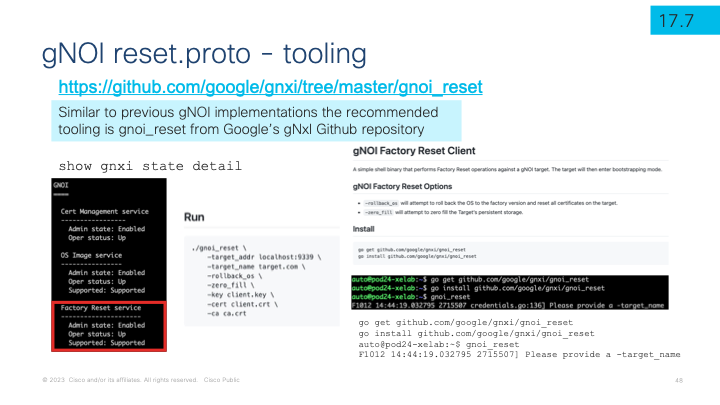 17.7
gNOI reset.proto - tooling
https://github.com/google/gnxi/tree/master/gnoi_reset
Similar to previous gNOI implementations the recommended
tooling is gnoi_reset from Google's gNxI Github repository
show gnxi state detail
GNOI
====
Cert Management service
-----------------
Admin state: Enabled
Oper status: Up
OS Image service
----------------
Admin state: Enabled
Oper status: Up
Supported: Supported
Factory Reset service
---------------------
Admin state: Enabled
Oper status: Up
Supported: Supported
Run
./gnoi_reset \
-target_addr localhost:9339 \
-target_name target.com \
-rollback_os \
-zero_fill \
-key client.key \
-cert client.crt \
-ca ca.crt
gNOI Factory Reset Client
A simple shell binary that performs Factory Reset operations against a gNOI target. The target will then enter bootstrapping mode.
gNOI Factory Reset Options
• -rollback_os will attempt to roll back the OS to the factory version and reset all certificates on the target.
• -zero_fill will attempt to zero fill the Target's persistent storage.
Install
go get github.com/google/gnxi/gnoi_reset
go install github.com/google/gnxi/gnoi_reset
auto@pod24-xelab:~$ go get github.com/google/gnxi/gnoi_reset
auto@pod24-xelab:~$ go install github.com/google/gnxi/gnoi_reset
auto@pod24-xelab:~$ gnoi_reset
F1012 14:44:19.032795 2715507 credentials.go:136] Please provide a -target_name
go get github.com/google/gnxi/gnoi_reset
go install github.com/google/gnxi/gnoi_reset
auto@pod24-xelab:~$ gnoi_reset
F1012 14:44:19.032795 2715507] Please provide a -target_name
© 2023 Cisco and/or its affiliates. All rights reserved. Cisco Public
48